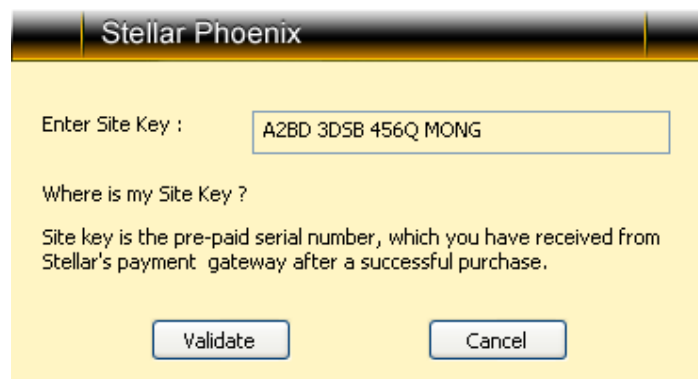 Stellar Phoenix
Enter Site Key :
A2BD 3DSB 456Q MONG
Where is my Site Key ?
Site key is the pre-paid serial number, which you have received from
Stellar's payment gateway after a successful purchase.
Validate
Cancel